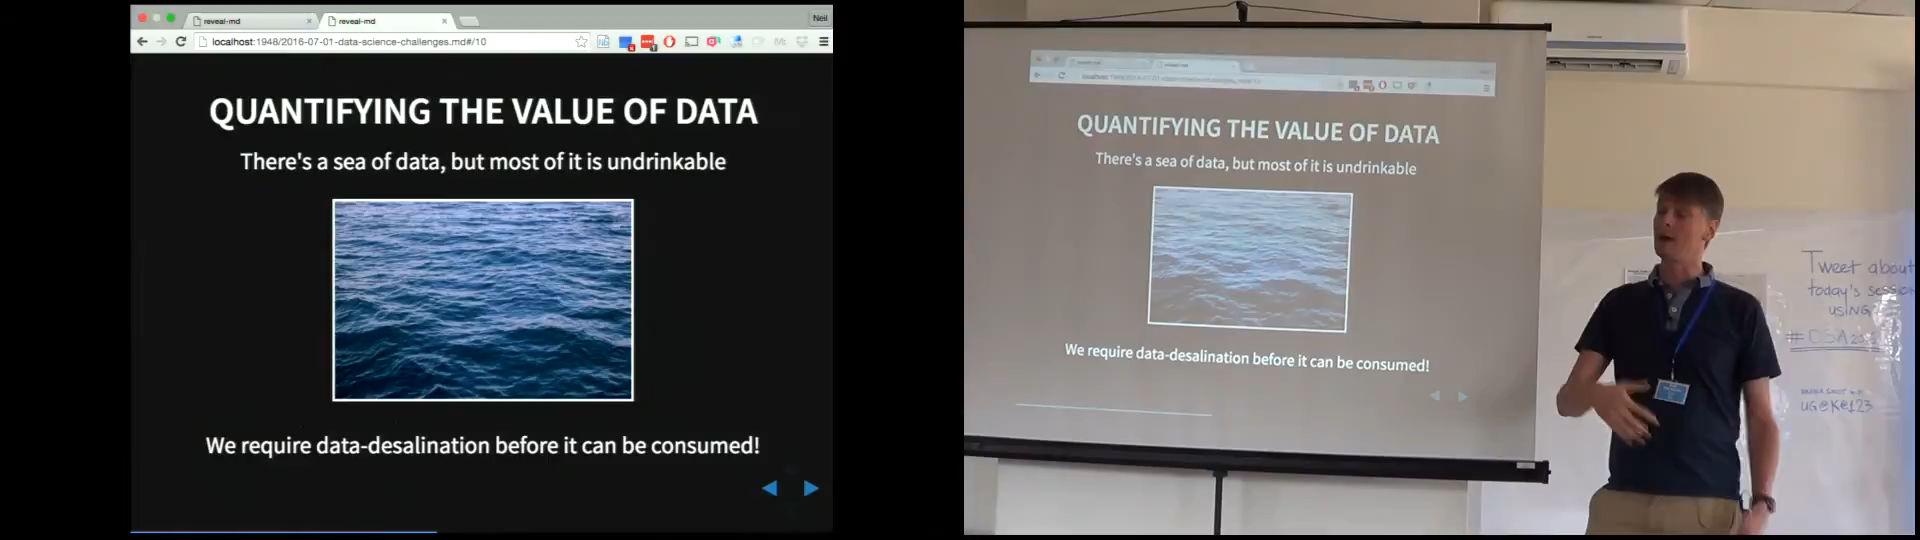 reveal-md
reveal-md
Neil
localhost:1948/2016-07-01-data-science-challenges.md#/10
QUANTIFYING THE VALUE OF DATA
There's a sea of data, but most of it is undrinkable
We require data-desalination before it can be consumed!
QUANTIFYING THE VALUE OF DATA
There's a sea of data, but most of it is undrinkable
We require data-desalination before it can be consumed!
Tweet about
today's
USING
UG@K@123